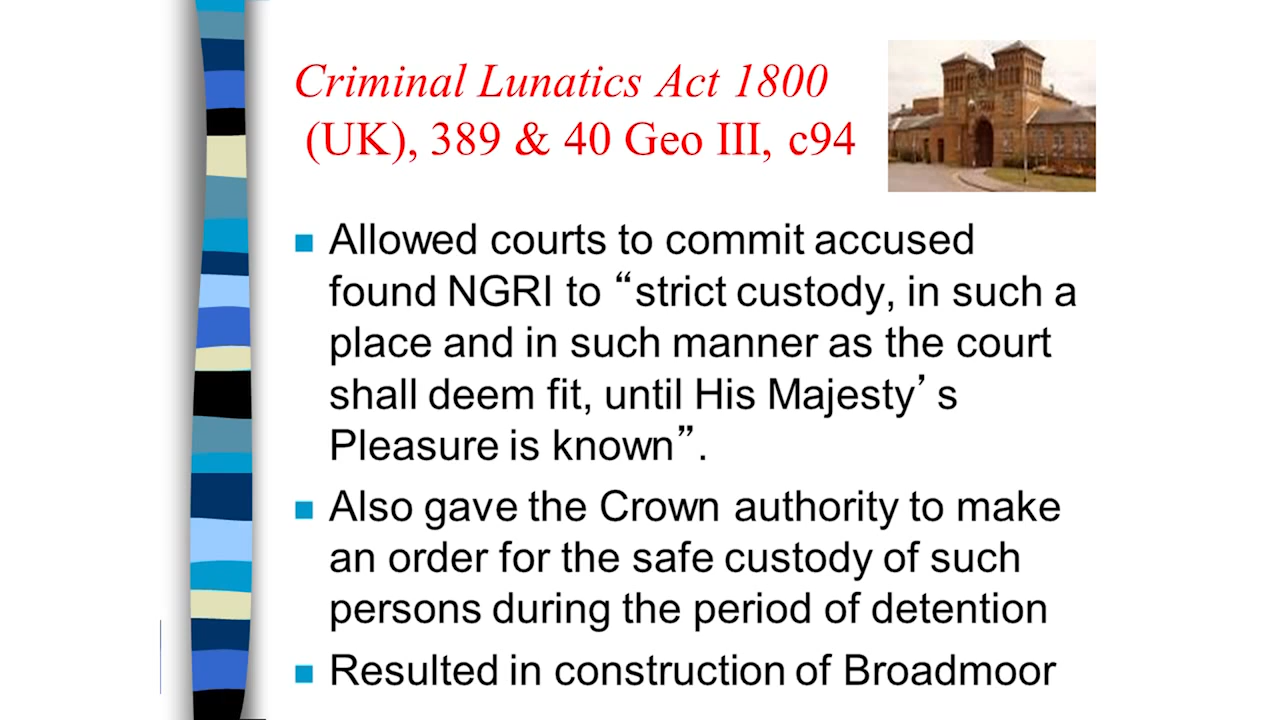 Criminal Lunatics Act 1800
(UK), 389 & 40 Geo III, c94
Allowed courts to commit accused
found NGRI to “strict custody, in such a
place and in such manner as the court
shall deem fit, until His Majesty’s
Pleasure is known”.
Also gave the Crown authority to make
an order for the safe custody of such
persons during the period of detention
Resulted in construction of Broadmoor